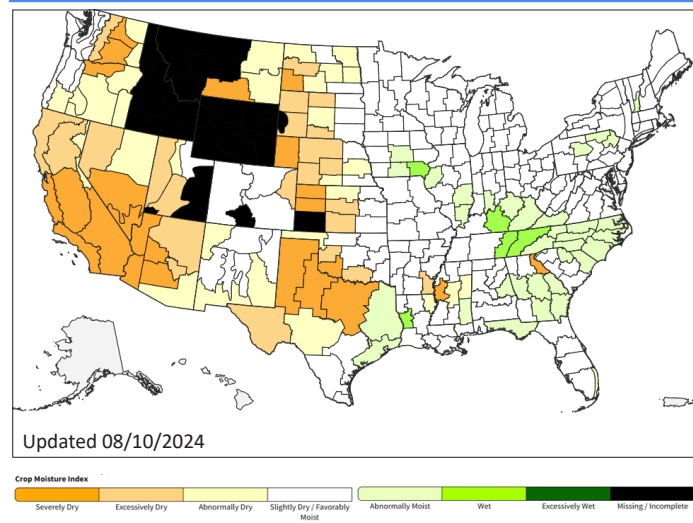 Updated 08/10/2024
Crop Moisture Index
Severely Dry
Excessively Dry
Abnormally Dry
Slightly Dry / Favorably
Moist
Abnormally Moist
Wet
Excessively Wet
Missing / Incomplete